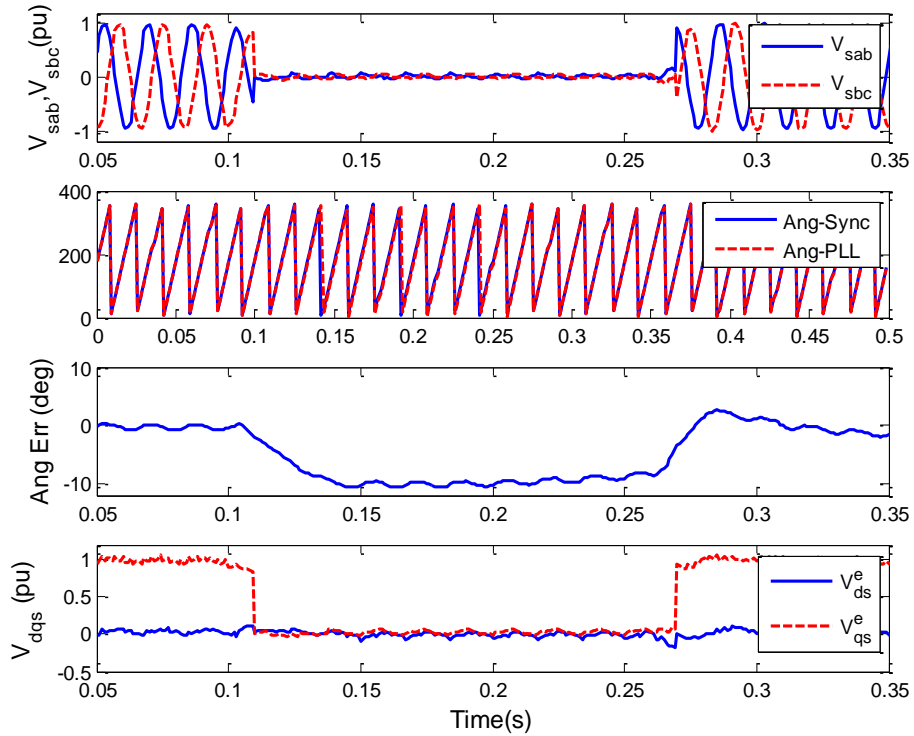 V_sab, V_sbc (pu)
1
0
-1
V_sab
V_sbc
0.05 0.1 0.15 0.2 0.25 0.3 0.35
400
200
0
Ang-Sync
Ang-PLL
0 0.05 0.1 0.15 0.2 0.25 0.3 0.35 0.4 0.45 0.5
Ang Err (deg)
10
0
-10
0.05 0.1 0.15 0.2 0.25 0.3 0.35
V_dqs (pu)
1
0.5
0
-0.5
V^e_ds
V^e_qs
0.05 0.1 0.15 0.2 0.25 0.3 0.35
Time(s)